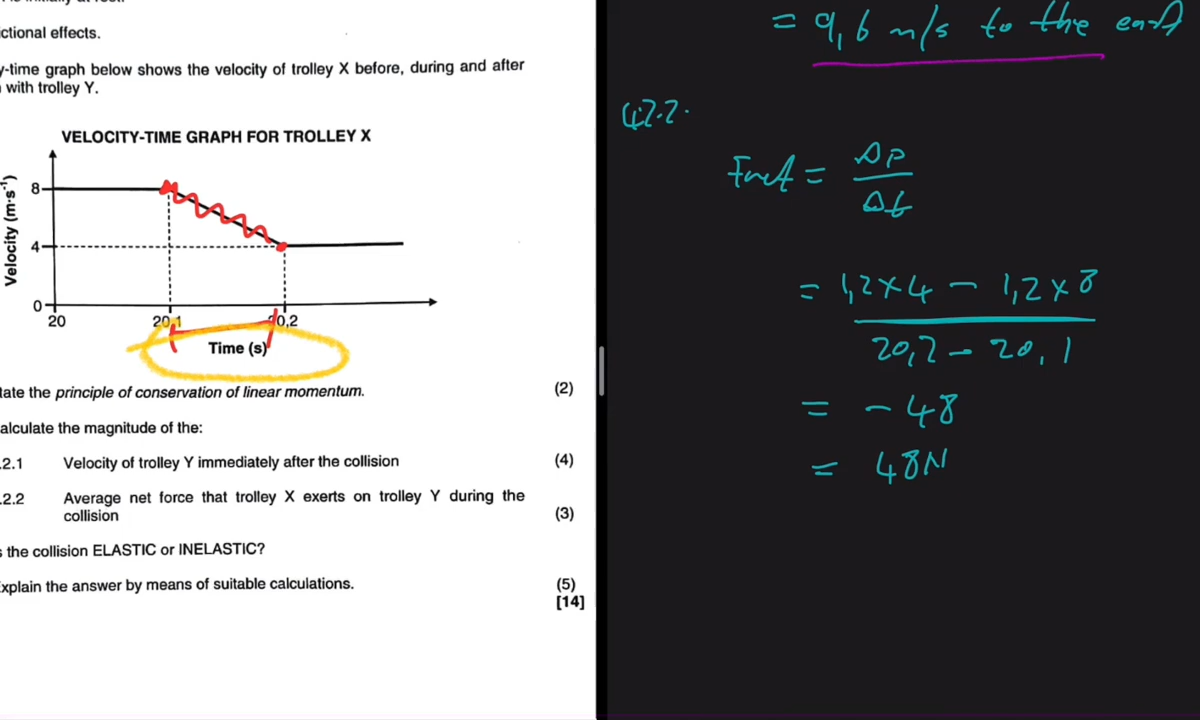 ctional effects.
y-time graph below shows the velocity of trolley X before, during and after
with trolley Y.
VELOCITY-TIME GRAPH FOR TROLLEY X
Velocity (m·s⁻¹)
8
4
0
20
20,1
20,2
Time (s)
tate the principle of conservation of linear momentum. (2)
alculate the magnitude of the:
.2.1 Velocity of trolley Y immediately after the collision (4)
.2.2 Average net force that trolley X exerts on trolley Y during the
collision (3)
s the collision ELASTIC or INELASTIC?
Explain the answer by means of suitable calculations. (5)
[14]
= 9,6 m/s to the east
4.2.2.
Fnet = Δp
Δt
= 1,2×4 – 1,2×8
20,2 – 20,1
= – 48
= 48N